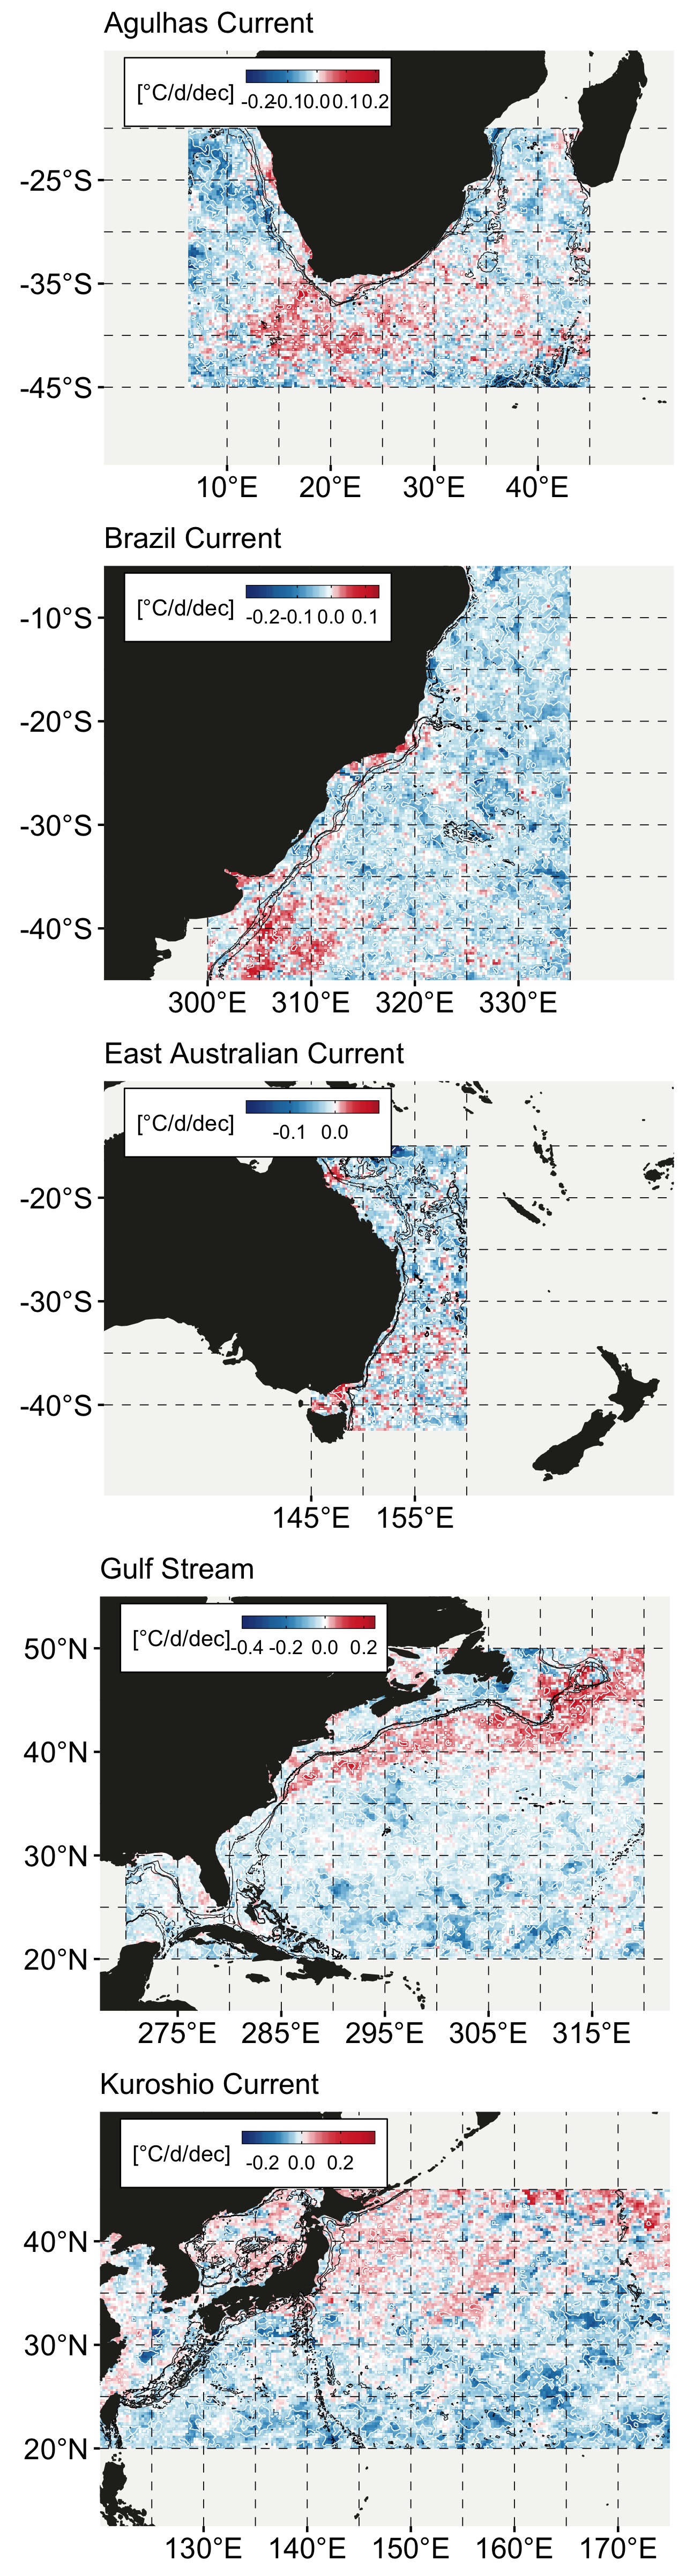 Agulhas Current
[°C/d/dec]
-0.2 -0.1 0.0 0.1 0.2
-25°S
-35°S
-45°S
10°E 20°E 30°E 40°E
Brazil Current
[°C/d/dec]
-0.2 -0.1 0.0 0.1
-10°S
-20°S
-30°S
-40°S
300°E 310°E 320°E 330°E
East Australian Current
[°C/d/dec]
-0.1 0.0
-20°S
-30°S
-40°S
145°E 155°E
Gulf Stream
[°C/d/dec]
-0.4 -0.2 0.0 0.2
50°N
40°N
30°N
20°N
275°E 285°E 295°E 305°E 315°E
Kuroshio Current
[°C/d/dec]
-0.2 0.0 0.2
40°N
30°N
20°N
130°E 140°E 150°E 160°E 170°E